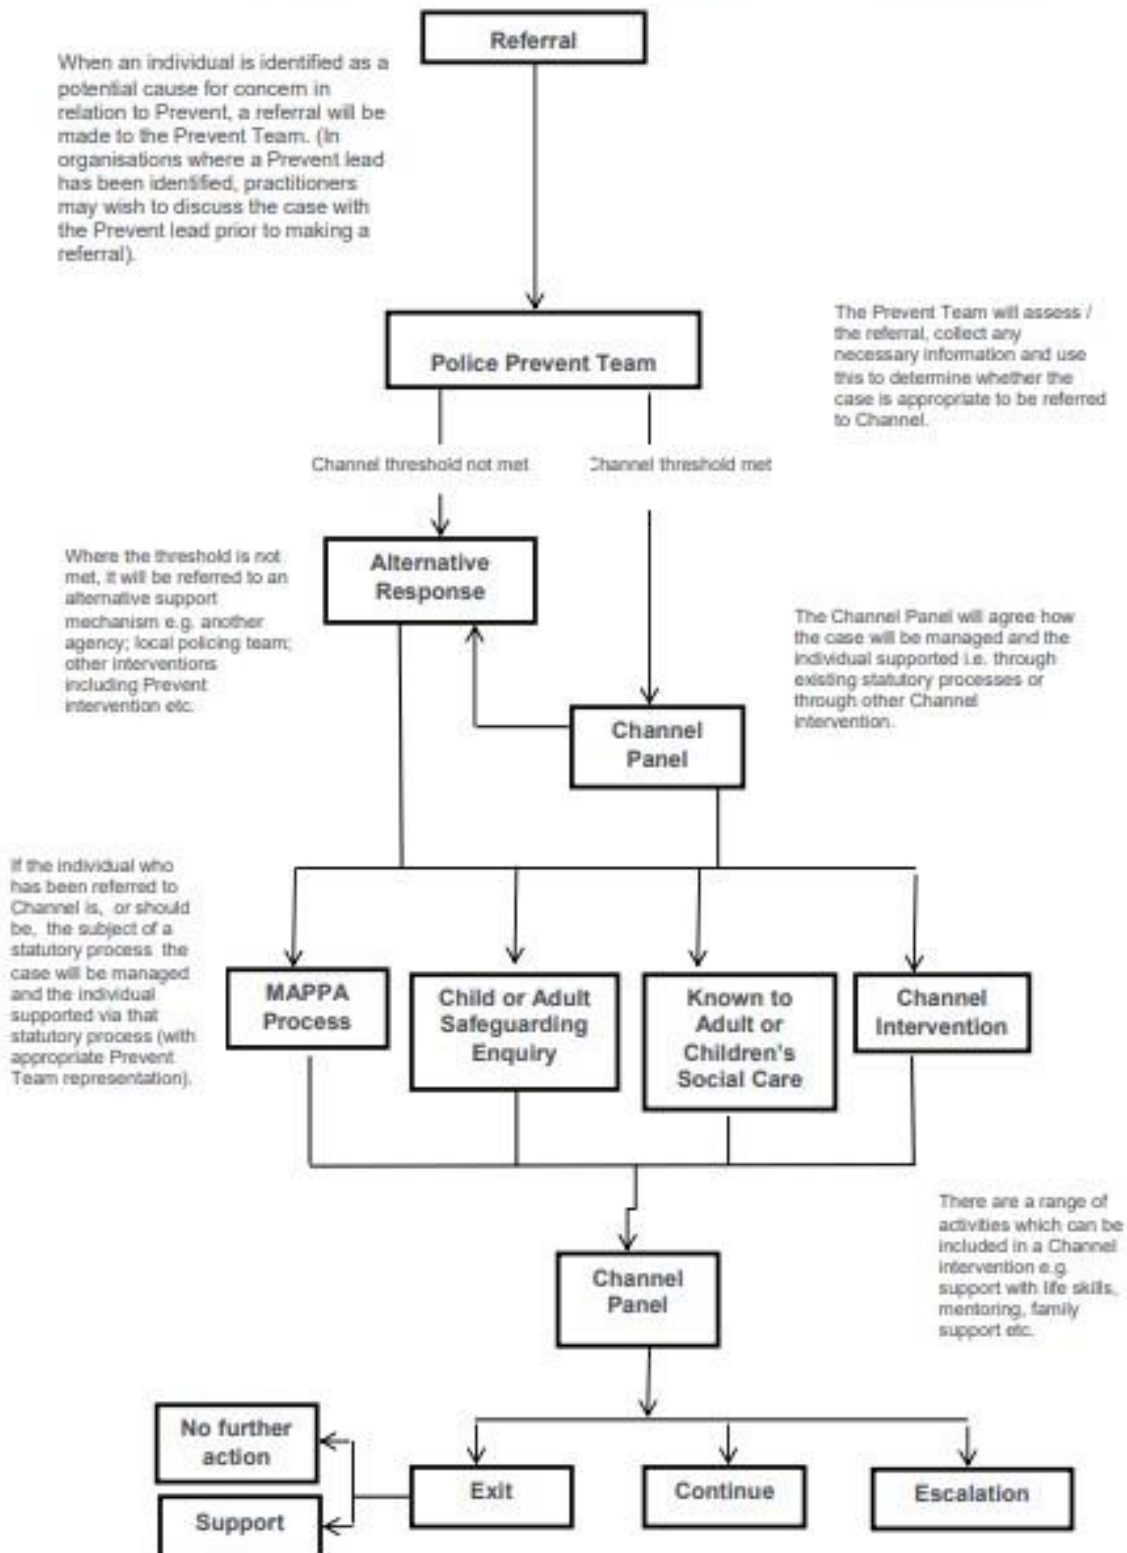 Referral
When an individual is identified as a
potential cause for concern in
relation to Prevent, a referral will be
made to the Prevent Team. (In
organisations where a Prevent lead
has been identified, practitioners
may wish to discuss the case with
the Prevent lead prior to making a
referral).
Police Prevent Team
The Prevent Team will assess /
the referral, collect any
necessary information and use
this to determine whether the
case is appropriate to be referred
to Channel.
Channel threshold not met
Channel threshold met
Alternative
Response
Where the threshold is not
met, it will be referred to an
alternative support
mechanism e.g. another
agency; local policing team;
other interventions
including Prevent
intervention etc.
The Channel Panel will agree how
the case will be managed and the
individual supported i.e. through
existing statutory processes or
through other Channel
intervention.
Channel
Panel
If the individual who
has been referred to
Channel is, or should
be, the subject of a
statutory process the
case will be managed
and the individual
supported via that
statutory process (with
appropriate Prevent
Team representation).
MAPPA
Process
Child or Adult
Safeguarding
Enquiry
Known to
Adult or
Children's
Social Care
Channel
Intervention
There are a range of
activities which can be
included in a Channel
intervention e.g.
support with life skills,
mentoring, family
support etc.
Channel
Panel
No further
action
Support
Exit
Continue
Escalation